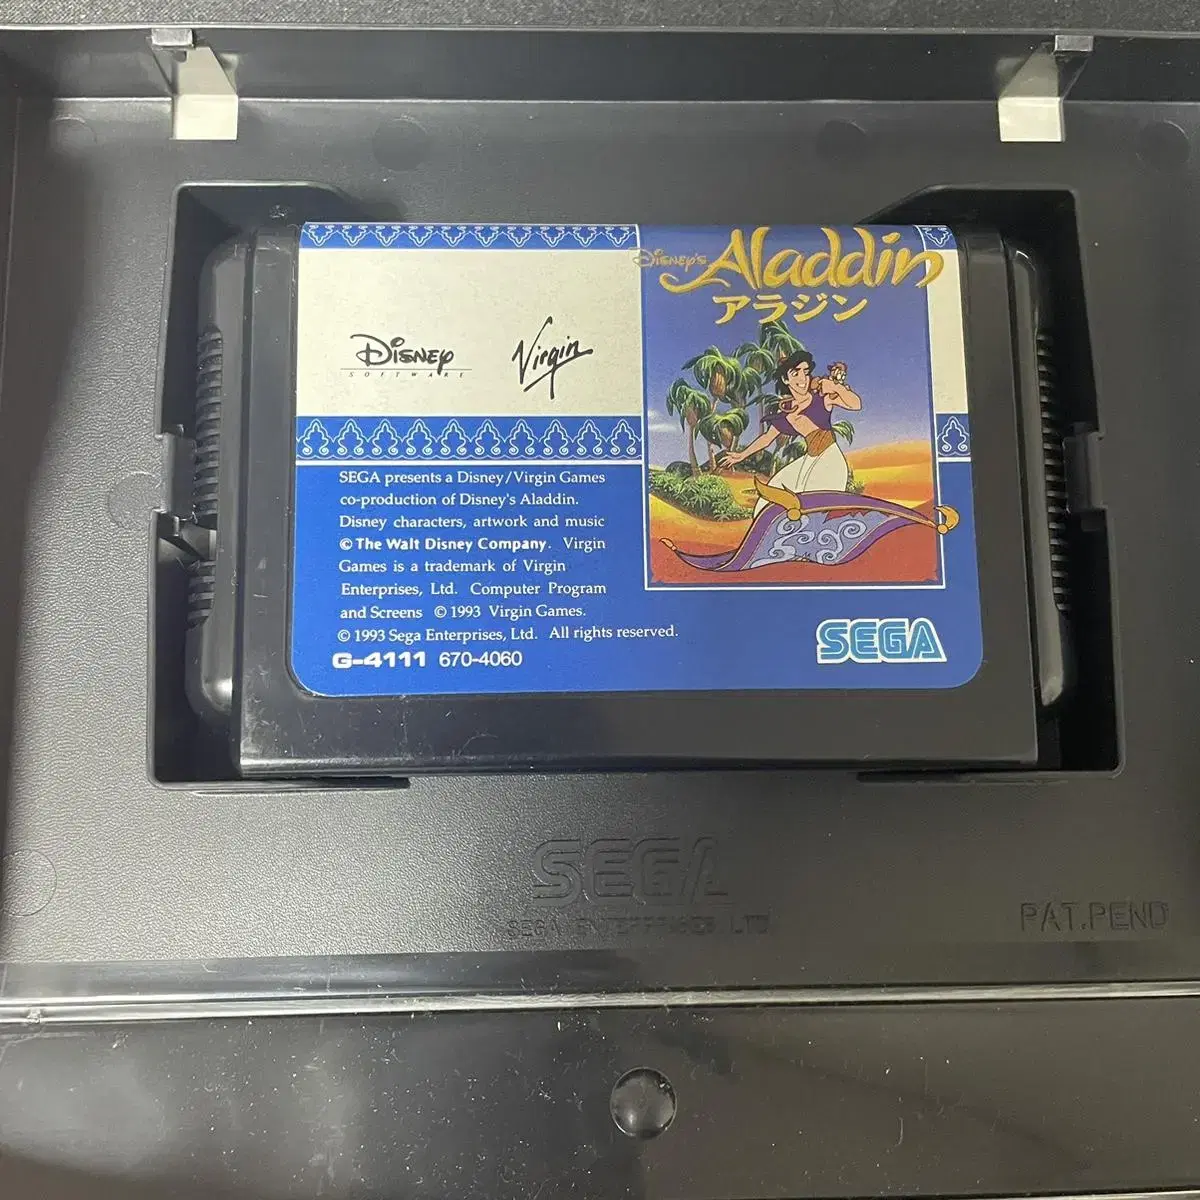 Disney's Aladdin
アラジン
Disney
SOFTWARE
Virgin
SEGA presents a Disney/Virgin Games
co-production of Disney's Aladdin.
Disney characters, artwork and music
© The Walt Disney Company. Virgin
Games is a trademark of Virgin
Enterprises, Ltd. Computer Program
and Screens © 1993 Virgin Games.
© 1993 Sega Enterprises, Ltd. All rights reserved.
G-4111 670-4060
SEGA
SEGA
SEGA ENTERPRISES, LTD.
PAT.PEND